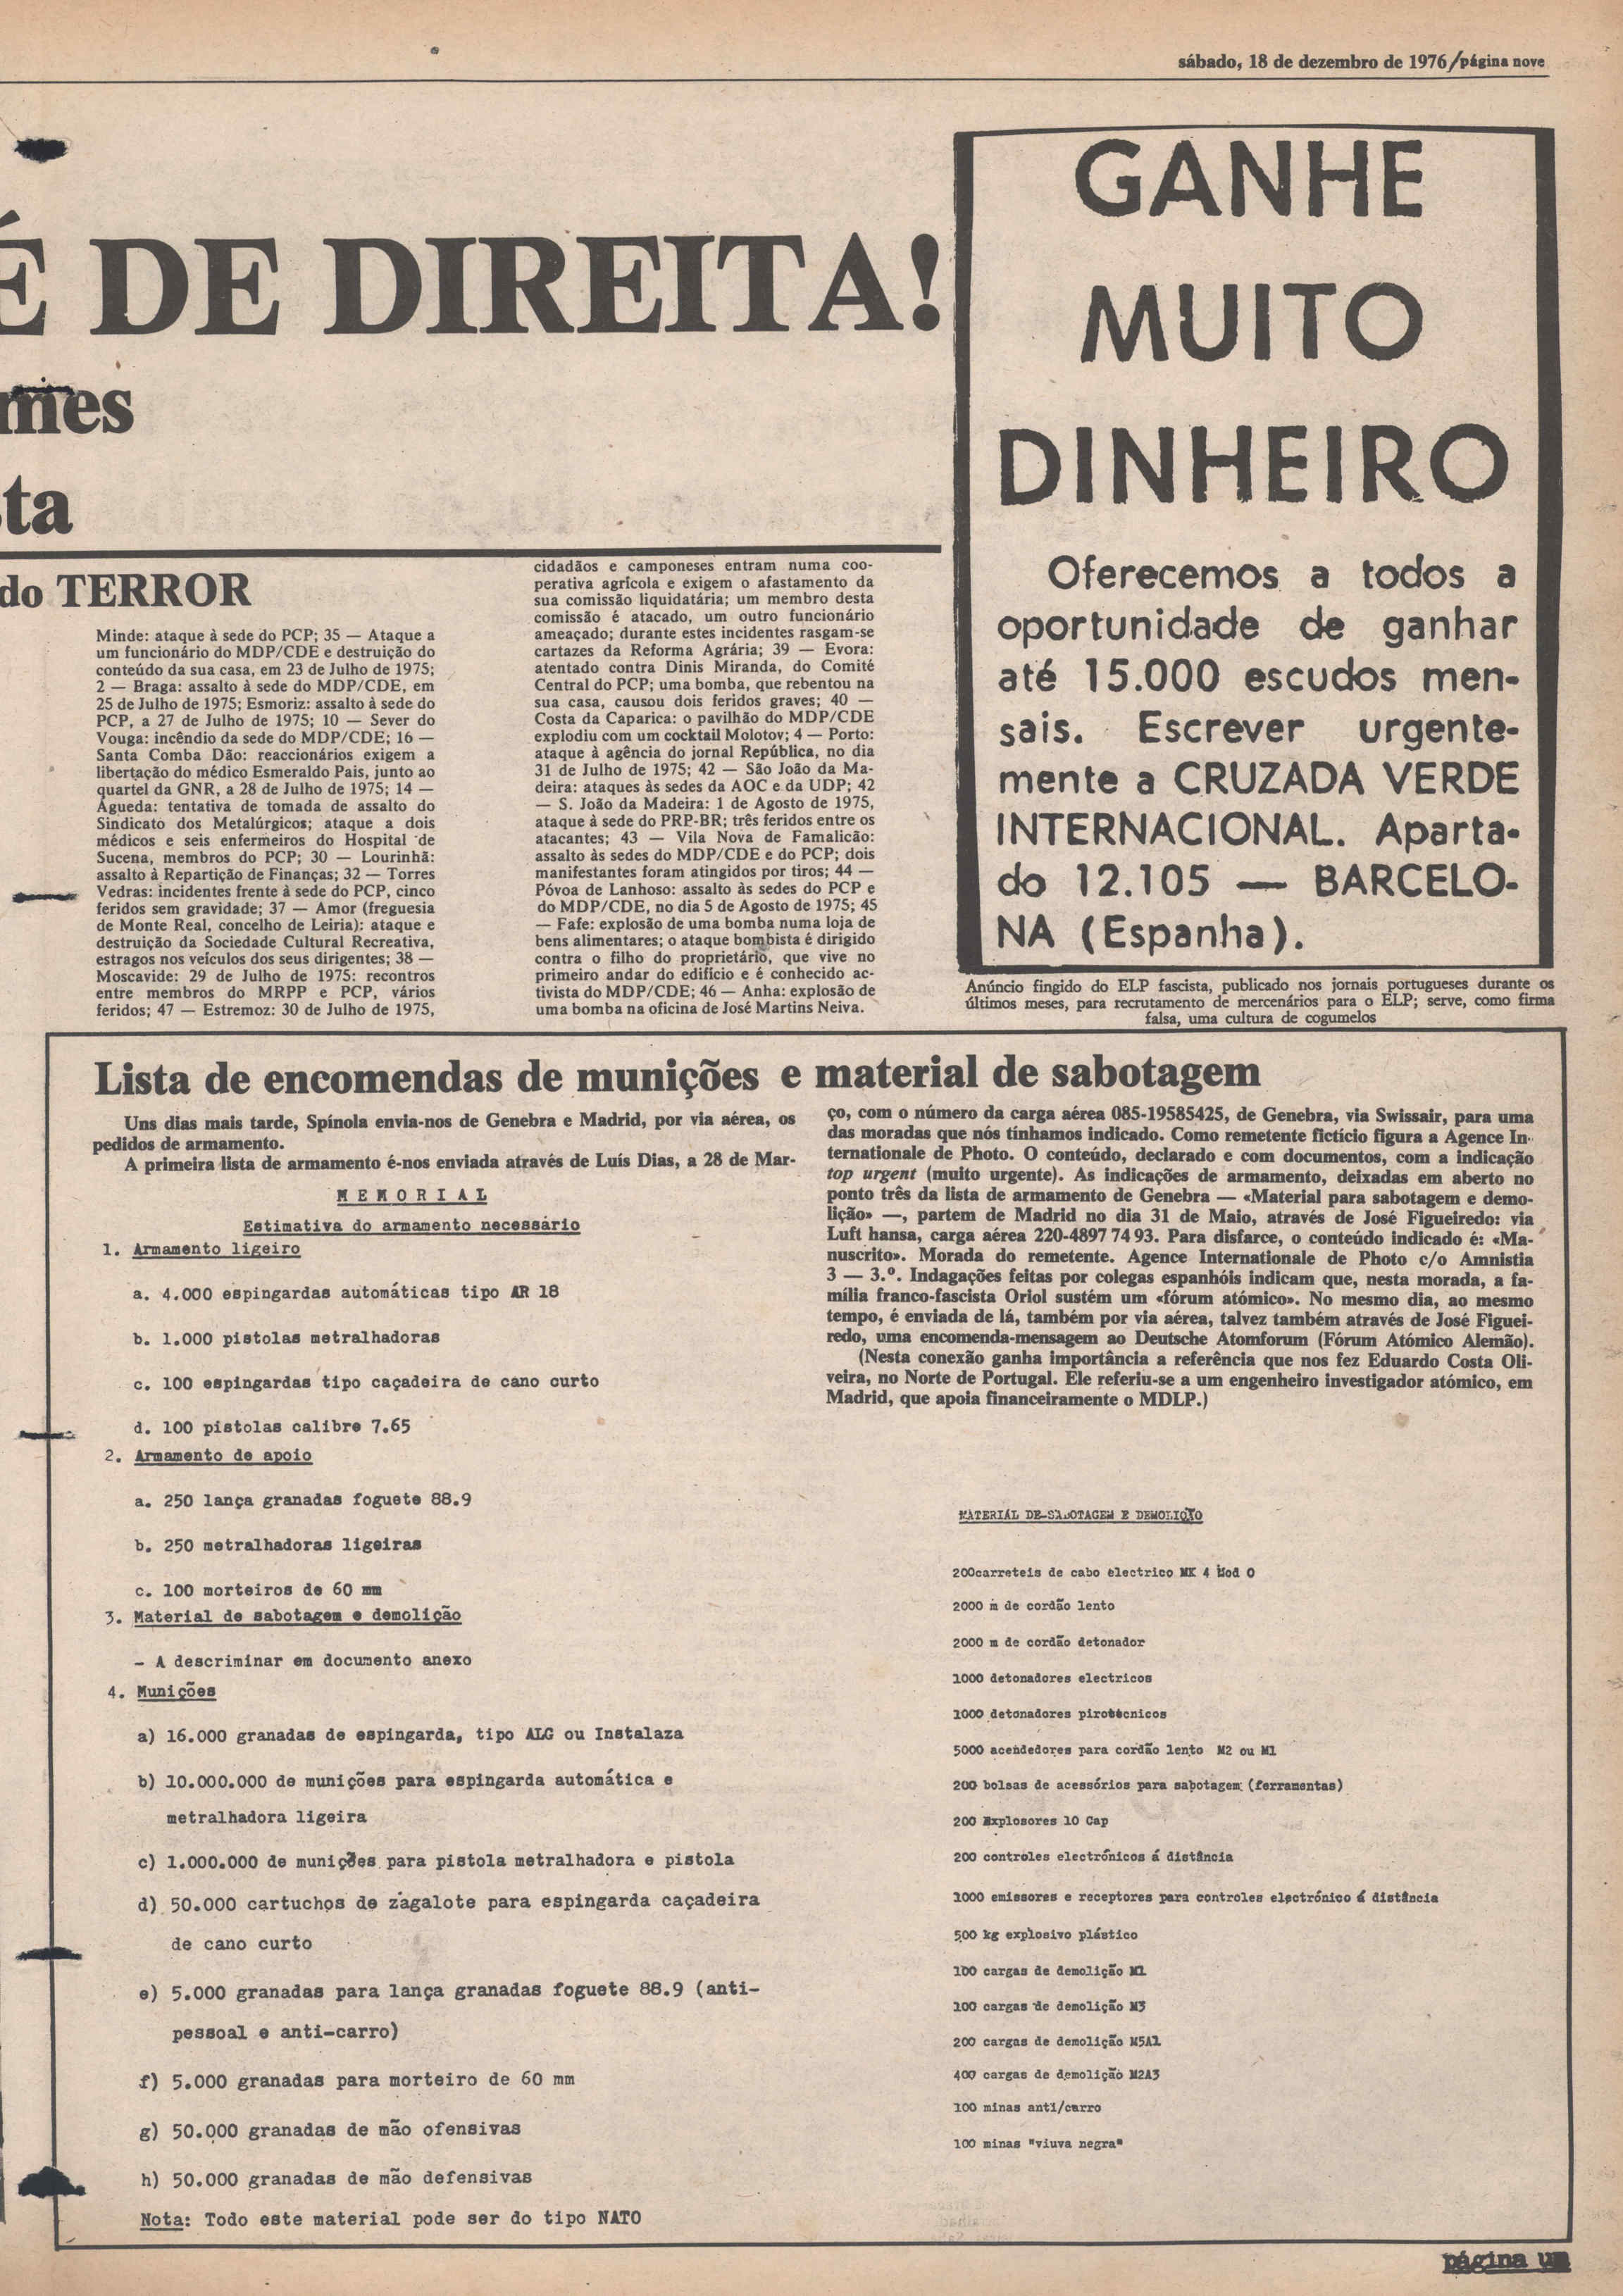 sábado, 18 de dezembro de 1976/página nove
É DE DIREITA!
mes
ta
do TERROR
Minde: ataque à sede do PCP; 35 — Ataque a
um funcionário do MDP/CDE e destruição do
conteúdo da sua casa, em 23 de Julho de 1975;
2 — Braga: assalto à sede do MDP/CDE, em
25 de Julho de 1975; Esmoriz: assalto à sede do
PCP, a 27 de Julho de 1975; 10 — Sever do
Vouga: incêndio da sede do MDP/CDE; 16 —
Santa Comba Dão: reaccionários exigem a
libertação do médico Esmeraldo Pais, junto ao
quartel da GNR, a 28 de Julho de 1975; 14 —
Águeda: tentativa de tomada de assalto do
Sindicato dos Metalúrgicos; ataque a dois
médicos e seis enfermeiros do Hospital de
Sucena, membros do PCP; 30 — Lourinhã:
assalto à Repartição de Finanças; 32 — Torres
Vedras: incidentes frente à sede do PCP, cinco
feridos sem gravidade; 37 — Amor (freguesia
de Monte Real, concelho de Leiria): ataque e
destruição da Sociedade Cultural Recreativa,
estragos nos veículos dos seus dirigentes; 38 —
Moscavide: 29 de Julho de 1975: recontros
entre membros do MRPP e PCP, vários
feridos; 47 — Estremoz: 30 de Julho de 1975,
cidadãos e camponeses entram numa coo-
perativa agrícola e exigem o afastamento da
sua comissão liquidatária; um membro desta
comissão é atacado, um outro funcionário
ameaçado; durante estes incidentes rasgam-se
cartazes da Reforma Agrária; 39 — Evora:
atentado contra Dinis Miranda, do Comité
Central do PCP; uma bomba, que rebentou na
sua casa, causou dois feridos graves; 40 —
Costa da Caparica: o pavilhão do MDP/CDE
explodiu com um cocktail Molotov; 4 — Porto:
ataque à agência do jornal República, no dia
31 de Julho de 1975; 42 — São João da Ma-
deira: ataques às sedes da AOC e da UDP; 42
— S. João da Madeira: 1 de Agosto de 1975,
ataque à sede do PRP-BR; três feridos entre os
atacantes; 43 — Vila Nova de Famalicão:
assalto às sedes do MDP/CDE e do PCP; dois
manifestantes foram atingidos por tiros; 44 —
Póvoa de Lanhoso: assalto às sedes do PCP e
do MDP/CDE, no dia 5 de Agosto de 1975; 45
— Fafe: explosão de uma bomba numa loja de
bens alimentares; o ataque bombista é dirigido
contra o filho do proprietário, que vive no
primeiro andar do edifício e é conhecido ac-
tivista do MDP/CDE; 46 — Anha: explosão de
uma bomba na oficina de José Martins Neiva.
GANHE
MUITO
DINHEIRO
Oferecemos a todos a
oportunidade de ganhar
até 15.000 escudos men-
sais. Escrever urgente-
mente a CRUZADA VERDE
INTERNACIONAL. Aparta-
do 12.105 — BARCELO-
NA (Espanha).
Anúncio fingido do ELP fascista, publicado nos jornais portugueses durante os
últimos meses, para recrutamento de mercenários para o ELP; serve, como firma
falsa, uma cultura de cogumelos
Lista de encomendas de munições e material de sabotagem
Uns dias mais tarde, Spínola envia-nos de Genebra e Madrid, por via aérea, os
pedidos de armamento.
A primeira lista de armamento é-nos enviada através de Luís Dias, a 28 de Mar-
MEMORIAL
Estimativa do armamento necessário
1. Armamento ligeiro
a. 4.000 espingardas automáticas tipo AR 18
b. 1.000 pistolas metralhadoras
c. 100 espingardas tipo caçadeira de cano curto
d. 100 pistolas calibre 7.65
2. Armamento de apoio
a. 250 lança granadas foguete 88.9
b. 250 metralhadoras ligeiras
c. 100 morteiros de 60 mm
3. Material de sabotagem e demolição
- A descriminar em documento anexo
4. Munições
a) 16.000 granadas de espingarda, tipo ALG ou Instalaza
b) 10.000.000 de munições para espingarda automática e
metralhadora ligeira
c) 1.000.000 de munições para pistola metralhadora e pistola
d) 50.000 cartuchos de zagalote para espingarda caçadeira
de cano curto
e) 5.000 granadas para lança granadas foguete 88.9 (anti-
pessoal e anti-carro)
f) 5.000 granadas para morteiro de 60 mm
g) 50.000 granadas de mão ofensivas
h) 50.000 granadas de mão defensivas
Nota: Todo este material pode ser do tipo NATO
ço, com o número da carga aérea 085-19585425, de Genebra, via Swissair, para uma
das moradas que nós tínhamos indicado. Como remetente fictício figura a Agence In-
ternationale de Photo. O conteúdo, declarado e com documentos, com a indicação
top urgent (muito urgente). As indicações de armamento, deixadas em aberto no
ponto três da lista de armamento de Genebra — «Material para sabotagem e demo-
lição» —, partem de Madrid no dia 31 de Maio, através de José Figueiredo: via
Luft hansa, carga aérea 220-4897 74 93. Para disfarce, o conteúdo indicado é: «Ma-
nuscrito». Morada do remetente. Agence Internationale de Photo c/o Amnistia
3 — 3.º. Indagações feitas por colegas espanhóis indicam que, nesta morada, a fa-
mília franco-fascista Oriol sustém um «fórum atómico». No mesmo dia, ao mesmo
tempo, é enviada de lá, também por via aérea, talvez também através de José Figuei-
redo, uma encomenda-mensagem ao Deutsche Atomforum (Fórum Atómico Alemão).
(Nesta conexão ganha importância a referência que nos fez Eduardo Costa Oli-
veira, no Norte de Portugal. Ele referiu-se a um engenheiro investigador atómico, em
Madrid, que apoia financeiramente o MDLP.)
MATERIAL DE SABOTAGEM E DEMOLIÇÃO
200carreteis de cabo electrico MK 4 Mod 0
2000 m de cordão lento
2000 m de cordão detonador
1000 detonadores electricos
1000 detonadores pirotécnicos
5000 acendedores para cordão lento M2 ou M1
200 bolsas de acessórios para sabotagem (ferramentas)
200 Explosores 10 Cap
200 controles electrónicos á distância
1000 emissores e receptores para controles electrónico á distância
500 kg explosivo plástico
100 cargas de demolição M1
100 cargas de demolição M3
200 cargas de demolição M5A1
400 cargas de demolição M2A3
100 minas anti/carro
100 minas "viuva negra"
página um